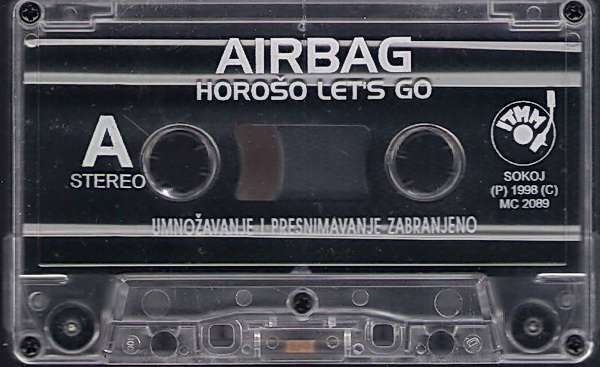 AIRBAG
HOROŠO LET'S GO
A
STEREO
ITMM
SOKOJ
(P) 1998 (C)
MC 2089
UMNOŽAVANJE I PRESNIMAVANJE ZABRANJENO